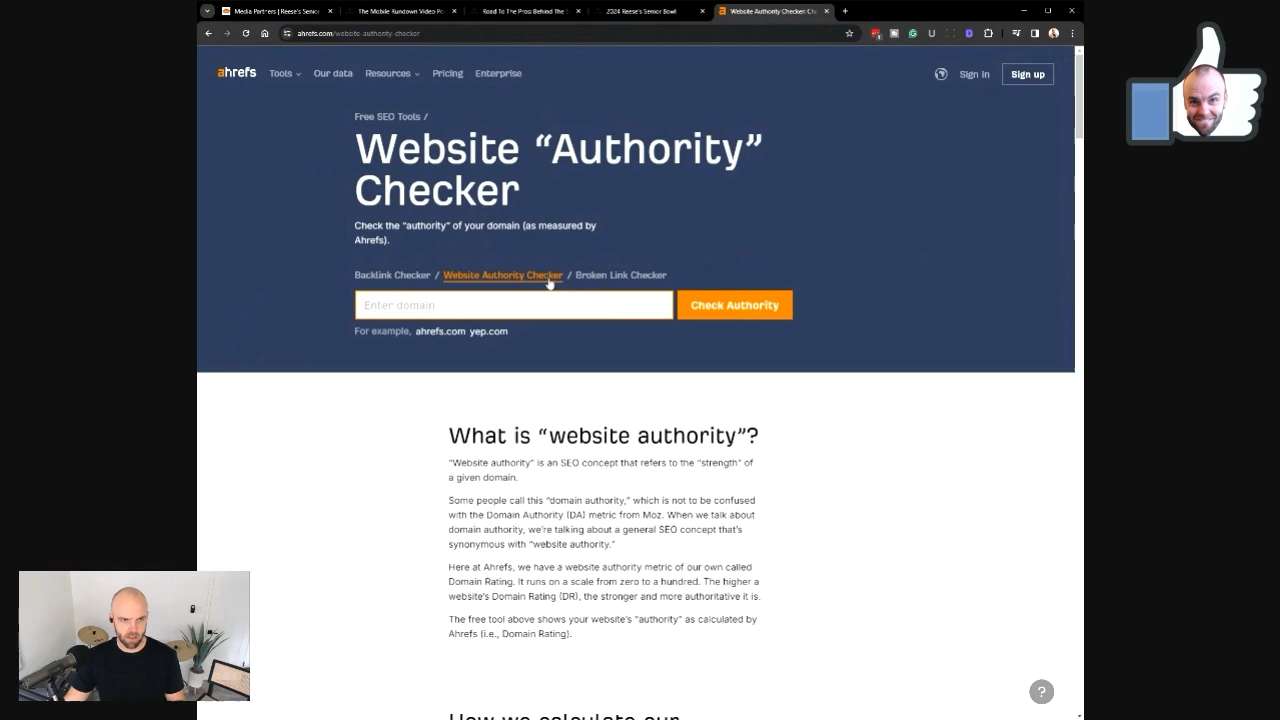 Media Partners | Reese's Senior
The Mobile Rundown Video Po
Road To The Pros: Behind The S
2024 Reese's Senior Bowl
Website Authority Checker: Ch
ahrefs.com/website-authority-checker
ahrefs Tools Our data Resources Pricing Enterprise Sign in Sign up
Free SEO Tools /
Website “Authority”
Checker
Check the “authority” of your domain (as measured by
Ahrefs).
Backlink Checker / Website Authority Checker / Broken Link Checker
Enter domain Check Authority
For example, ahrefs.com yep.com
What is “website authority”?
“Website authority” is an SEO concept that refers to the “strength” of
a given domain.
Some people call this “domain authority,” which is not to be confused
with the Domain Authority (DA) metric from Moz. When we talk about
domain authority, we’re talking about a general SEO concept that’s
synonymous with “website authority.”
Here at Ahrefs, we have a website authority metric of our own called
Domain Rating. It runs on a scale from zero to a hundred. The higher a
website’s Domain Rating (DR), the stronger and more authoritative it is.
The free tool above shows your website’s “authority” as calculated by
Ahrefs (i.e., Domain Rating).
How we calculate our
?